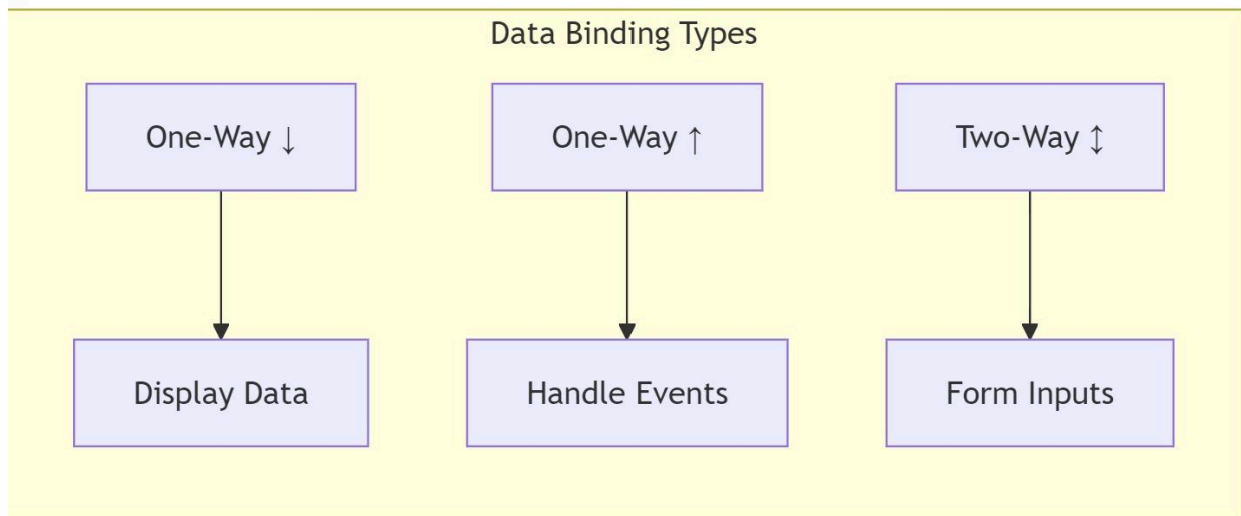 Data Binding Types
One-Way ↓
One-Way ↑
Two-Way ↕
Display Data
Handle Events
Form Inputs